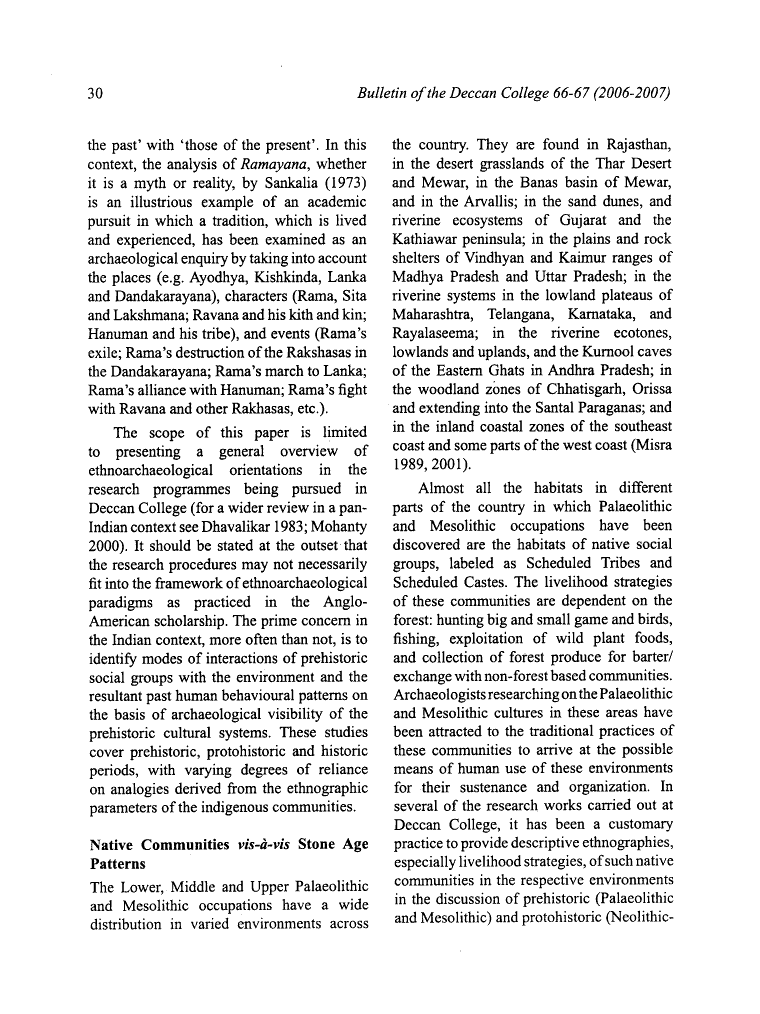 30
Bulletin of the Deccan College 66-67 (2006-2007)
the past' with 'those of the present'. In this
context, the analysis of Ramayana, whether
it is a myth or reality, by Sankalia (1973)
is an illustrious example of an academic
pursuit in which a tradition, which is lived
and experienced, has been examined as an
archaeological enquiry by taking into account
the places (e.g. Ayodhya, Kishkinda, Lanka
and Dandakarayana), characters (Rama, Sita
and Lakshmana; Ravana and his kith and kin;
Hanuman and his tribe), and events (Rama's
exile; Rama's destruction of the Rakshasas in
the Dandakarayana; Rama's march to Lanka;
Rama's alliance with Hanuman; Rama's fight
with Ravana and other Rakhasas, etc.).
The scope of this paper is limited
to presenting a general overview of
ethnoarchaeological orientations in the
research programmes being pursued in
Deccan College (for a wider review in a pan-
Indian context see Dhavalikar 1983; Mohanty
2000). It should be stated at the outset that
the research procedures may not necessarily
fit into the framework of ethnoarchaeological
paradigms as practiced in the Anglo-
American scholarship. The prime concern in
the Indian context, more often than not, is to
identify modes of interactions of prehistoric
social groups with the environment and the
resultant past human behavioural patterns on
the basis of archaeological visibility of the
prehistoric cultural systems. These studies
cover prehistoric, protohistoric and historic
periods, with varying degrees of reliance
on analogies derived from the ethnographic
parameters of the indigenous communities.
Native Communities vis-à-vis Stone Age
Patterns
The Lower, Middle and Upper Palaeolithic
and Mesolithic occupations have a wide
distribution in varied environments across
the country. They are found in Rajasthan,
in the desert grasslands of the Thar Desert
and Mewar, in the Banas basin of Mewar,
and in the Arvallis; in the sand dunes, and
riverine ecosystems of Gujarat and the
Kathiawar peninsula; in the plains and rock
shelters of Vindhyan and Kaimur ranges of
Madhya Pradesh and Uttar Pradesh; in the
riverine systems in the lowland plateaus of
Maharashtra, Telangana, Karnataka, and
Rayalaseema; in the riverine ecotones,
lowlands and uplands, and the Kurnool caves
of the Eastern Ghats in Andhra Pradesh; in
the woodland zones of Chhatisgarh, Orissa
and extending into the Santal Paraganas; and
in the inland coastal zones of the southeast
coast and some parts of the west coast (Misra
1989, 2001).
Almost all the habitats in different
parts of the country in which Palaeolithic
and Mesolithic occupations have been
discovered are the habitats of native social
groups, labeled as Scheduled Tribes and
Scheduled Castes. The livelihood strategies
of these communities are dependent on the
forest: hunting big and small game and birds,
fishing, exploitation of wild plant foods,
and collection of forest produce for barter/
exchange with non-forest based communities.
Archaeologists researching on the Palaeolithic
and Mesolithic cultures in these areas have
been attracted to the traditional practices of
these communities to arrive at the possible
means of human use of these environments
for their sustenance and organization. In
several of the research works carried out at
Deccan College, it has been a customary
practice to provide descriptive ethnographies,
especially livelihood strategies, of such native
communities in the respective environments
in the discussion of prehistoric (Palaeolithic
and Mesolithic) and protohistoric (Neolithic-